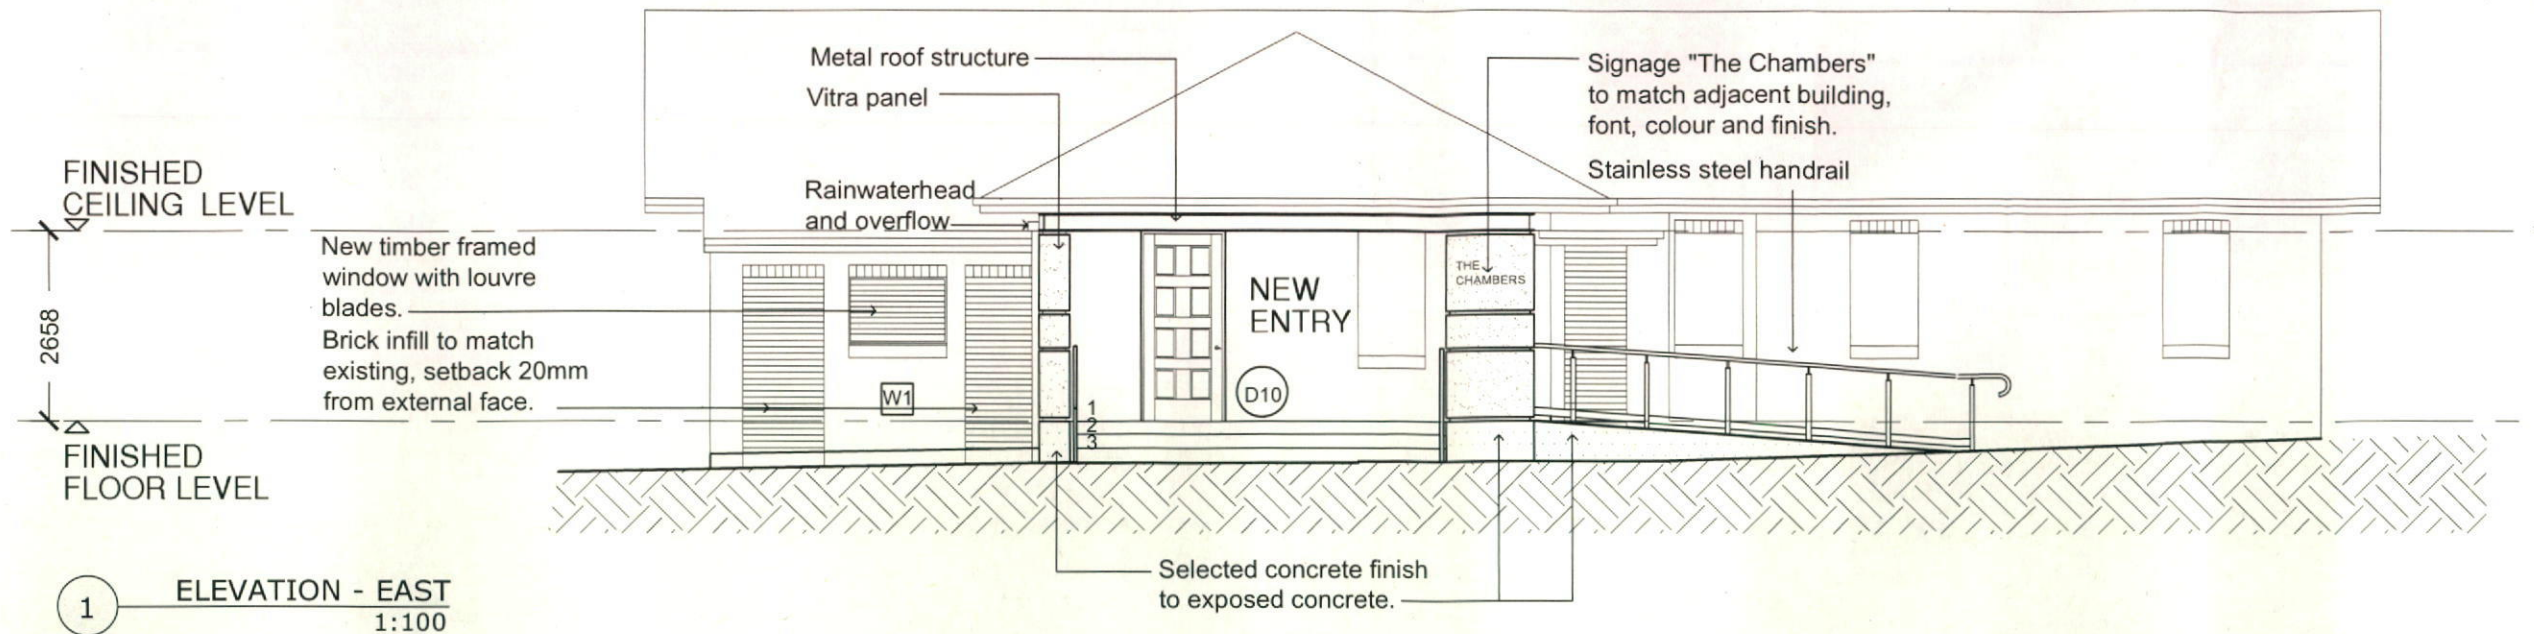 Metal roof structure
Vitra panel
Rainwaterhead
and overflow
Signage "The Chambers"
to match adjacent building,
font, colour and finish.
Stainless steel handrail
FINISHED
CEILING LEVEL
2658
New timber framed
window with louvre
blades.
Brick infill to match
existing, setback 20mm
from external face.
FINISHED
FLOOR LEVEL
W1
NEW
ENTRY
D10
THE
CHAMBERS
1
2
3
Selected concrete finish
to exposed concrete.
1
ELEVATION - EAST
1:100